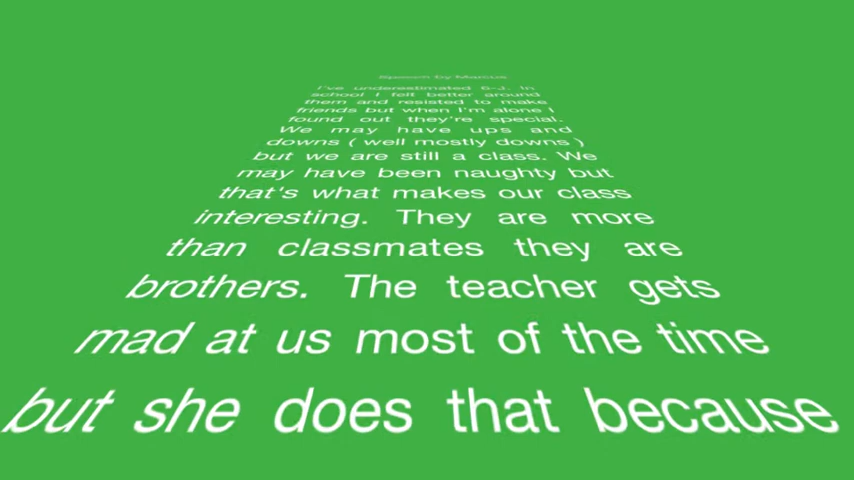 Speech by Marcus
I've underestimated 6-J. In
school I felt better around
them and resisted to make
friends but when I'm alone I
found out they're special.
We may have ups and
downs ( well mostly downs )
but we are still a class. We
may have been naughty but
that's what makes our class
interesting. They are more
than classmates they are
brothers. The teacher gets
mad at us most of the time
but she does that because